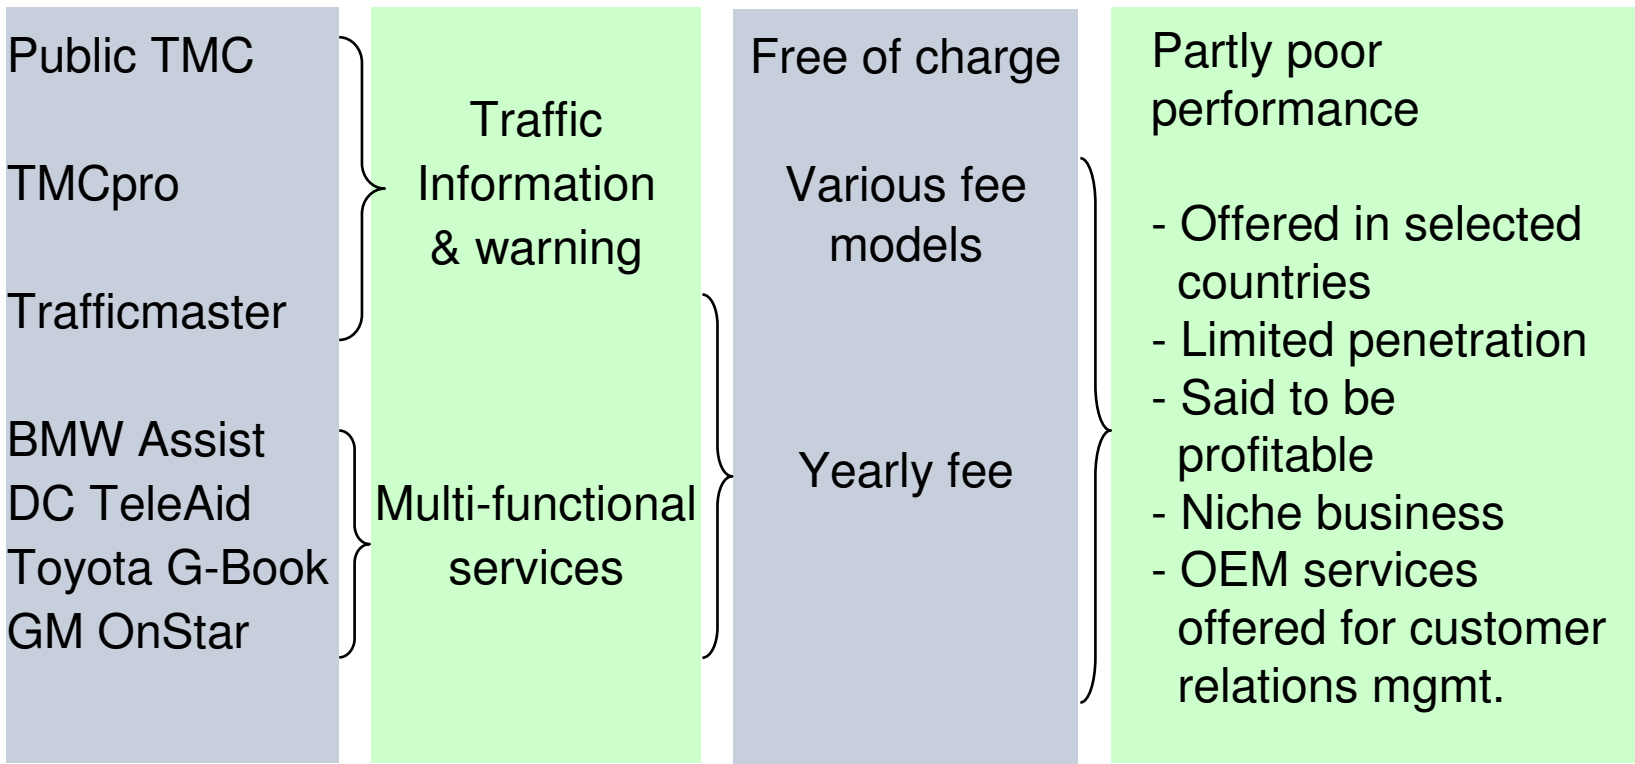 Public TMC
TMCpro
Trafficmaster
BMW Assist
DC TeleAid
Toyota G-Book
GM OnStar
Traffic
Information
& warning
Multi-functional
services
Free of charge
Various fee
models
Yearly fee
Partly poor
performance
- Offered in selected
countries
- Limited penetration
- Said to be
profitable
- Niche business
- OEM services
offered for customer
relations mgmt.